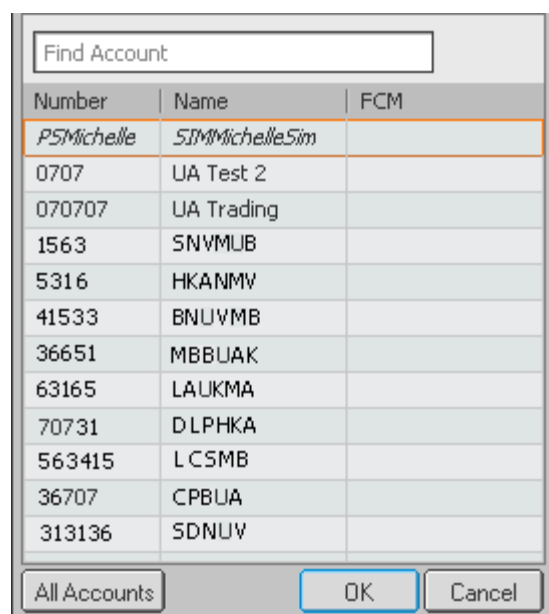 Find Account
Number Name FCM
PSMichelle SIMMichelleSim
0707 UA Test 2
070707 UA Trading
1563 SNVMUB
5316 HKANMV
41533 BNUVMB
36651 MBBUAK
63165 LAUKMA
70731 DLPHKA
563415 LCSMB
36707 CPBUA
313136 SDNUV
All Accounts OK Cancel